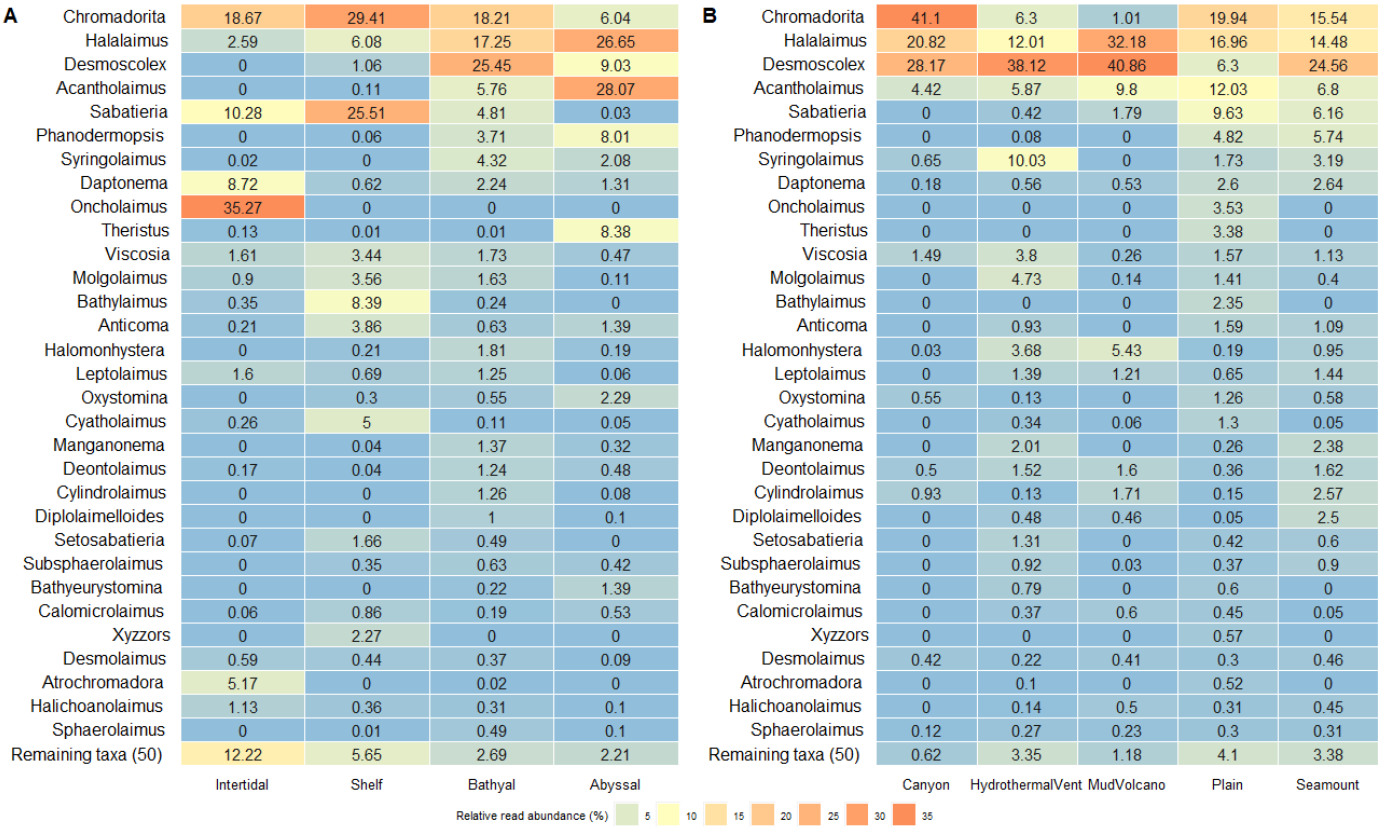 A
Chromadorita 18.67 29.41 18.21 6.04
Halalaimus 2.59 6.08 17.25 26.65
Desmoscolex 0 1.06 25.45 9.03
Acantholaimus 0 0.11 5.76 28.07
Sabatieria 10.28 25.51 4.81 0.03
Phanodermopsis 0 0.06 3.71 8.01
Syringolaimus 0.02 0 4.32 2.08
Daptonema 8.72 0.62 2.24 1.31
Oncholaimus 35.27 0 0 0
Theristus 0.13 0.01 0.01 8.38
Viscosia 1.61 3.44 1.73 0.47
Molgolaimus 0.9 3.56 1.63 0.11
Bathylaimus 0.35 8.39 0.24 0
Anticoma 0.21 3.86 0.63 1.39
Halomonhystera 0 0.21 1.81 0.19
Leptolaimus 1.6 0.69 1.25 0.06
Oxystomina 0 0.3 0.55 2.29
Cyatholaimus 0.26 5 0.11 0.05
Manganonema 0 0.04 1.37 0.32
Deontolaimus 0.17 0.04 1.24 0.48
Cylindrolaimus 0 0 1.26 0.08
Diplolaimelloides 0 0 1 0.1
Setosabatieria 0.07 1.66 0.49 0
Subsphaerolaimus 0 0.35 0.63 0.42
Bathyeurystomina 0 0 0.22 1.39
Calomicrolaimus 0.06 0.86 0.19 0.53
Xyzzors 0 2.27 0 0
Desmolaimus 0.59 0.44 0.37 0.09
Atrochromadora 5.17 0 0.02 0
Halichoanolaimus 1.13 0.36 0.31 0.1
Sphaerolaimus 0 0.01 0.49 0.1
Remaining taxa (50) 12.22 5.65 2.69 2.21
Intertidal Shelf Bathyal Abyssal
B
Chromadorita 41.1 6.3 1.01 19.94 15.54
Halalaimus 20.82 12.01 32.18 16.96 14.48
Desmoscolex 28.17 38.12 40.86 6.3 24.56
Acantholaimus 4.42 5.87 9.8 12.03 6.8
Sabatieria 0 0.42 1.79 9.63 6.16
Phanodermopsis 0 0.08 0 4.82 5.74
Syringolaimus 0.65 10.03 0 1.73 3.19
Daptonema 0.18 0.56 0.53 2.6 2.64
Oncholaimus 0 0 0 3.53 0
Theristus 0 0 0 3.38 0
Viscosia 1.49 3.8 0.26 1.57 1.13
Molgolaimus 0 4.73 0.14 1.41 0.4
Bathylaimus 0 0 0 2.35 0
Anticoma 0 0.93 0 1.59 1.09
Halomonhystera 0.03 3.68 5.43 0.19 0.95
Leptolaimus 0 1.39 1.21 0.65 1.44
Oxystomina 0.55 0.13 0 1.26 0.58
Cyatholaimus 0 0.34 0.06 1.3 0.05
Manganonema 0 2.01 0 0.26 2.38
Deontolaimus 0.5 1.52 1.6 0.36 1.62
Cylindrolaimus 0.93 0.13 1.71 0.15 2.57
Diplolaimelloides 0 0.48 0.46 0.05 2.5
Setosabatieria 0 1.31 0 0.42 0.6
Subsphaerolaimus 0 0.92 0.03 0.37 0.9
Bathyeurystomina 0 0.79 0 0.6 0
Calomicrolaimus 0 0.37 0.6 0.45 0.05
Xyzzors 0 0 0 0.57 0
Desmolaimus 0.42 0.22 0.41 0.3 0.46
Atrochromadora 0 0.1 0 0.52 0
Halichoanolaimus 0 0.14 0.5 0.31 0.45
Sphaerolaimus 0.12 0.27 0.23 0.3 0.31
Remaining taxa (50) 0.62 3.35 1.18 4.1 3.38
Canyon HydrothermalVent MudVolcano Plain Seamount
Relative read abundance (%) 5 10 15 20 25 30 35